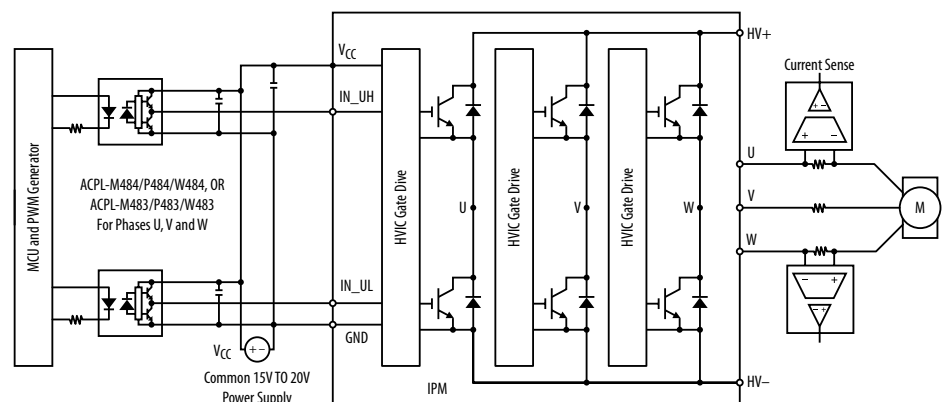 MCU and PWM Generator
ACPL-M484/P484/W484, OR
ACPL-M483/P483/W483
For Phases U, V and W
VCC
+ -
Common 15V TO 20V
Power Supply
VCC
IN_UH
IN_UL
GND
HVIC Gate Dive
U
HVIC Gate Drive
V
HVIC Gate Drive
W
IPM
HV+
HV-
U
V
W
Current Sense
+ -
+ -
M
- +
- +